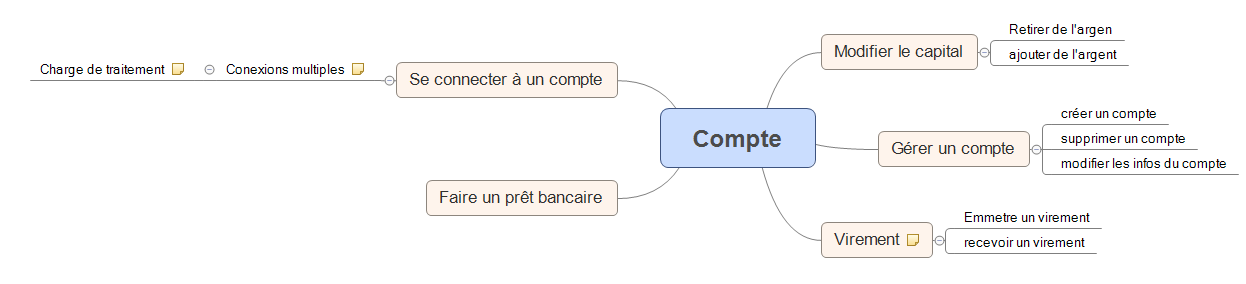 Compte
Modifier le capital
Retirer de l'argen
ajouter de l'argent
Gérer un compte
créer un compte
supprimer un compte
modifier les infos du compte
Virement
Emmetre un virement
recevoir un virement
Se connecter à un compte
Conexions multiples
Charge de traitement
Faire un prêt bancaire